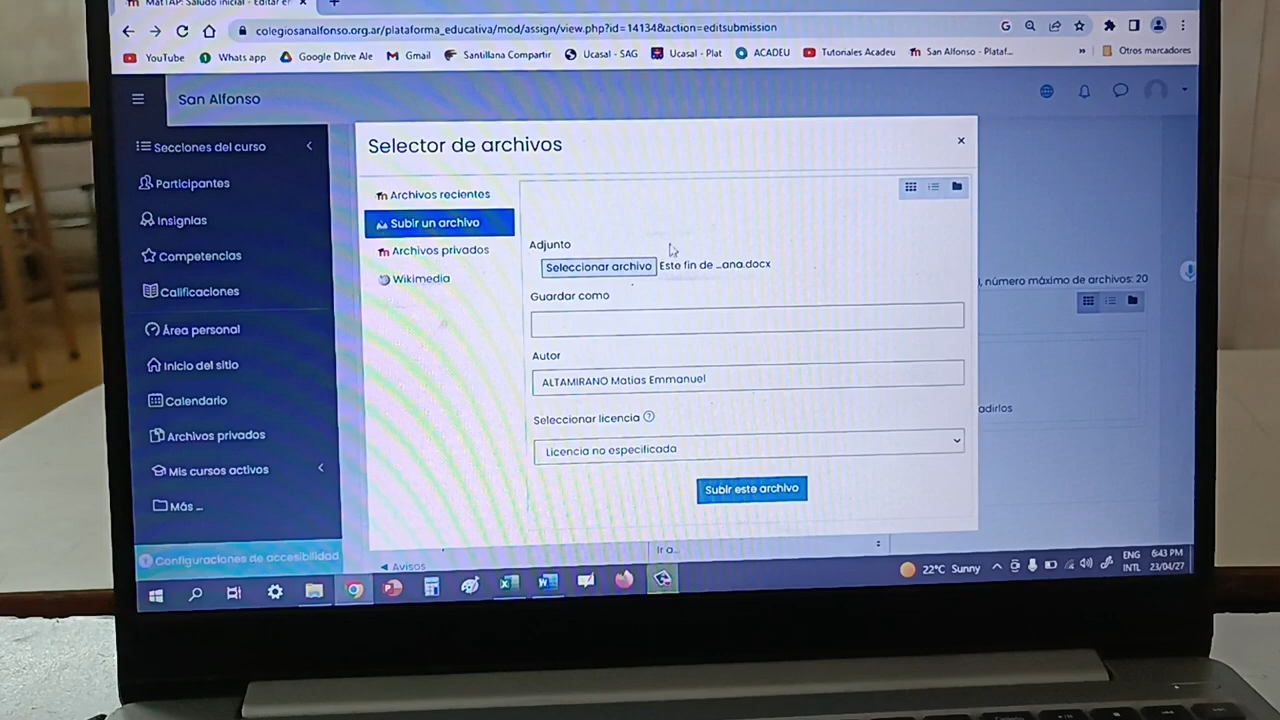 MatTAP: Saludo inicial - Editar er
colegiosanalfonso.org.ar/plataforma_educativa/mod/assign/view.php?id=14134&action=editsubmission
YouTube Whats app Google Drive Ale Gmail Santillana Compartir Ucasal - SAG Ucasal - Plat ACADEU Tutoriales Acadeu San Alfonso - Plataf... » Otros marcadores
San Alfonso
Secciones del curso
Participantes
Insignias
Competencias
Calificaciones
Área personal
Inicio del sitio
Calendario
Archivos privados
Mis cursos activos
Más ...
Configuraciones de accesibilidad
Selector de archivos
Archivos recientes
Subir un archivo
Archivos privados
Wikimedia
Adjunto
Seleccionar archivo Este fin de ...ana.docx
Guardar como
Autor
ALTAMIRANO Matias Emmanuel
Seleccionar licencia
Licencia no especificada
Subir este archivo
, número máximo de archivos: 20
adirlos
◄ Avisos
Ir a...
22°C Sunny
ENG
INTL
6:43 PM
23/04/27